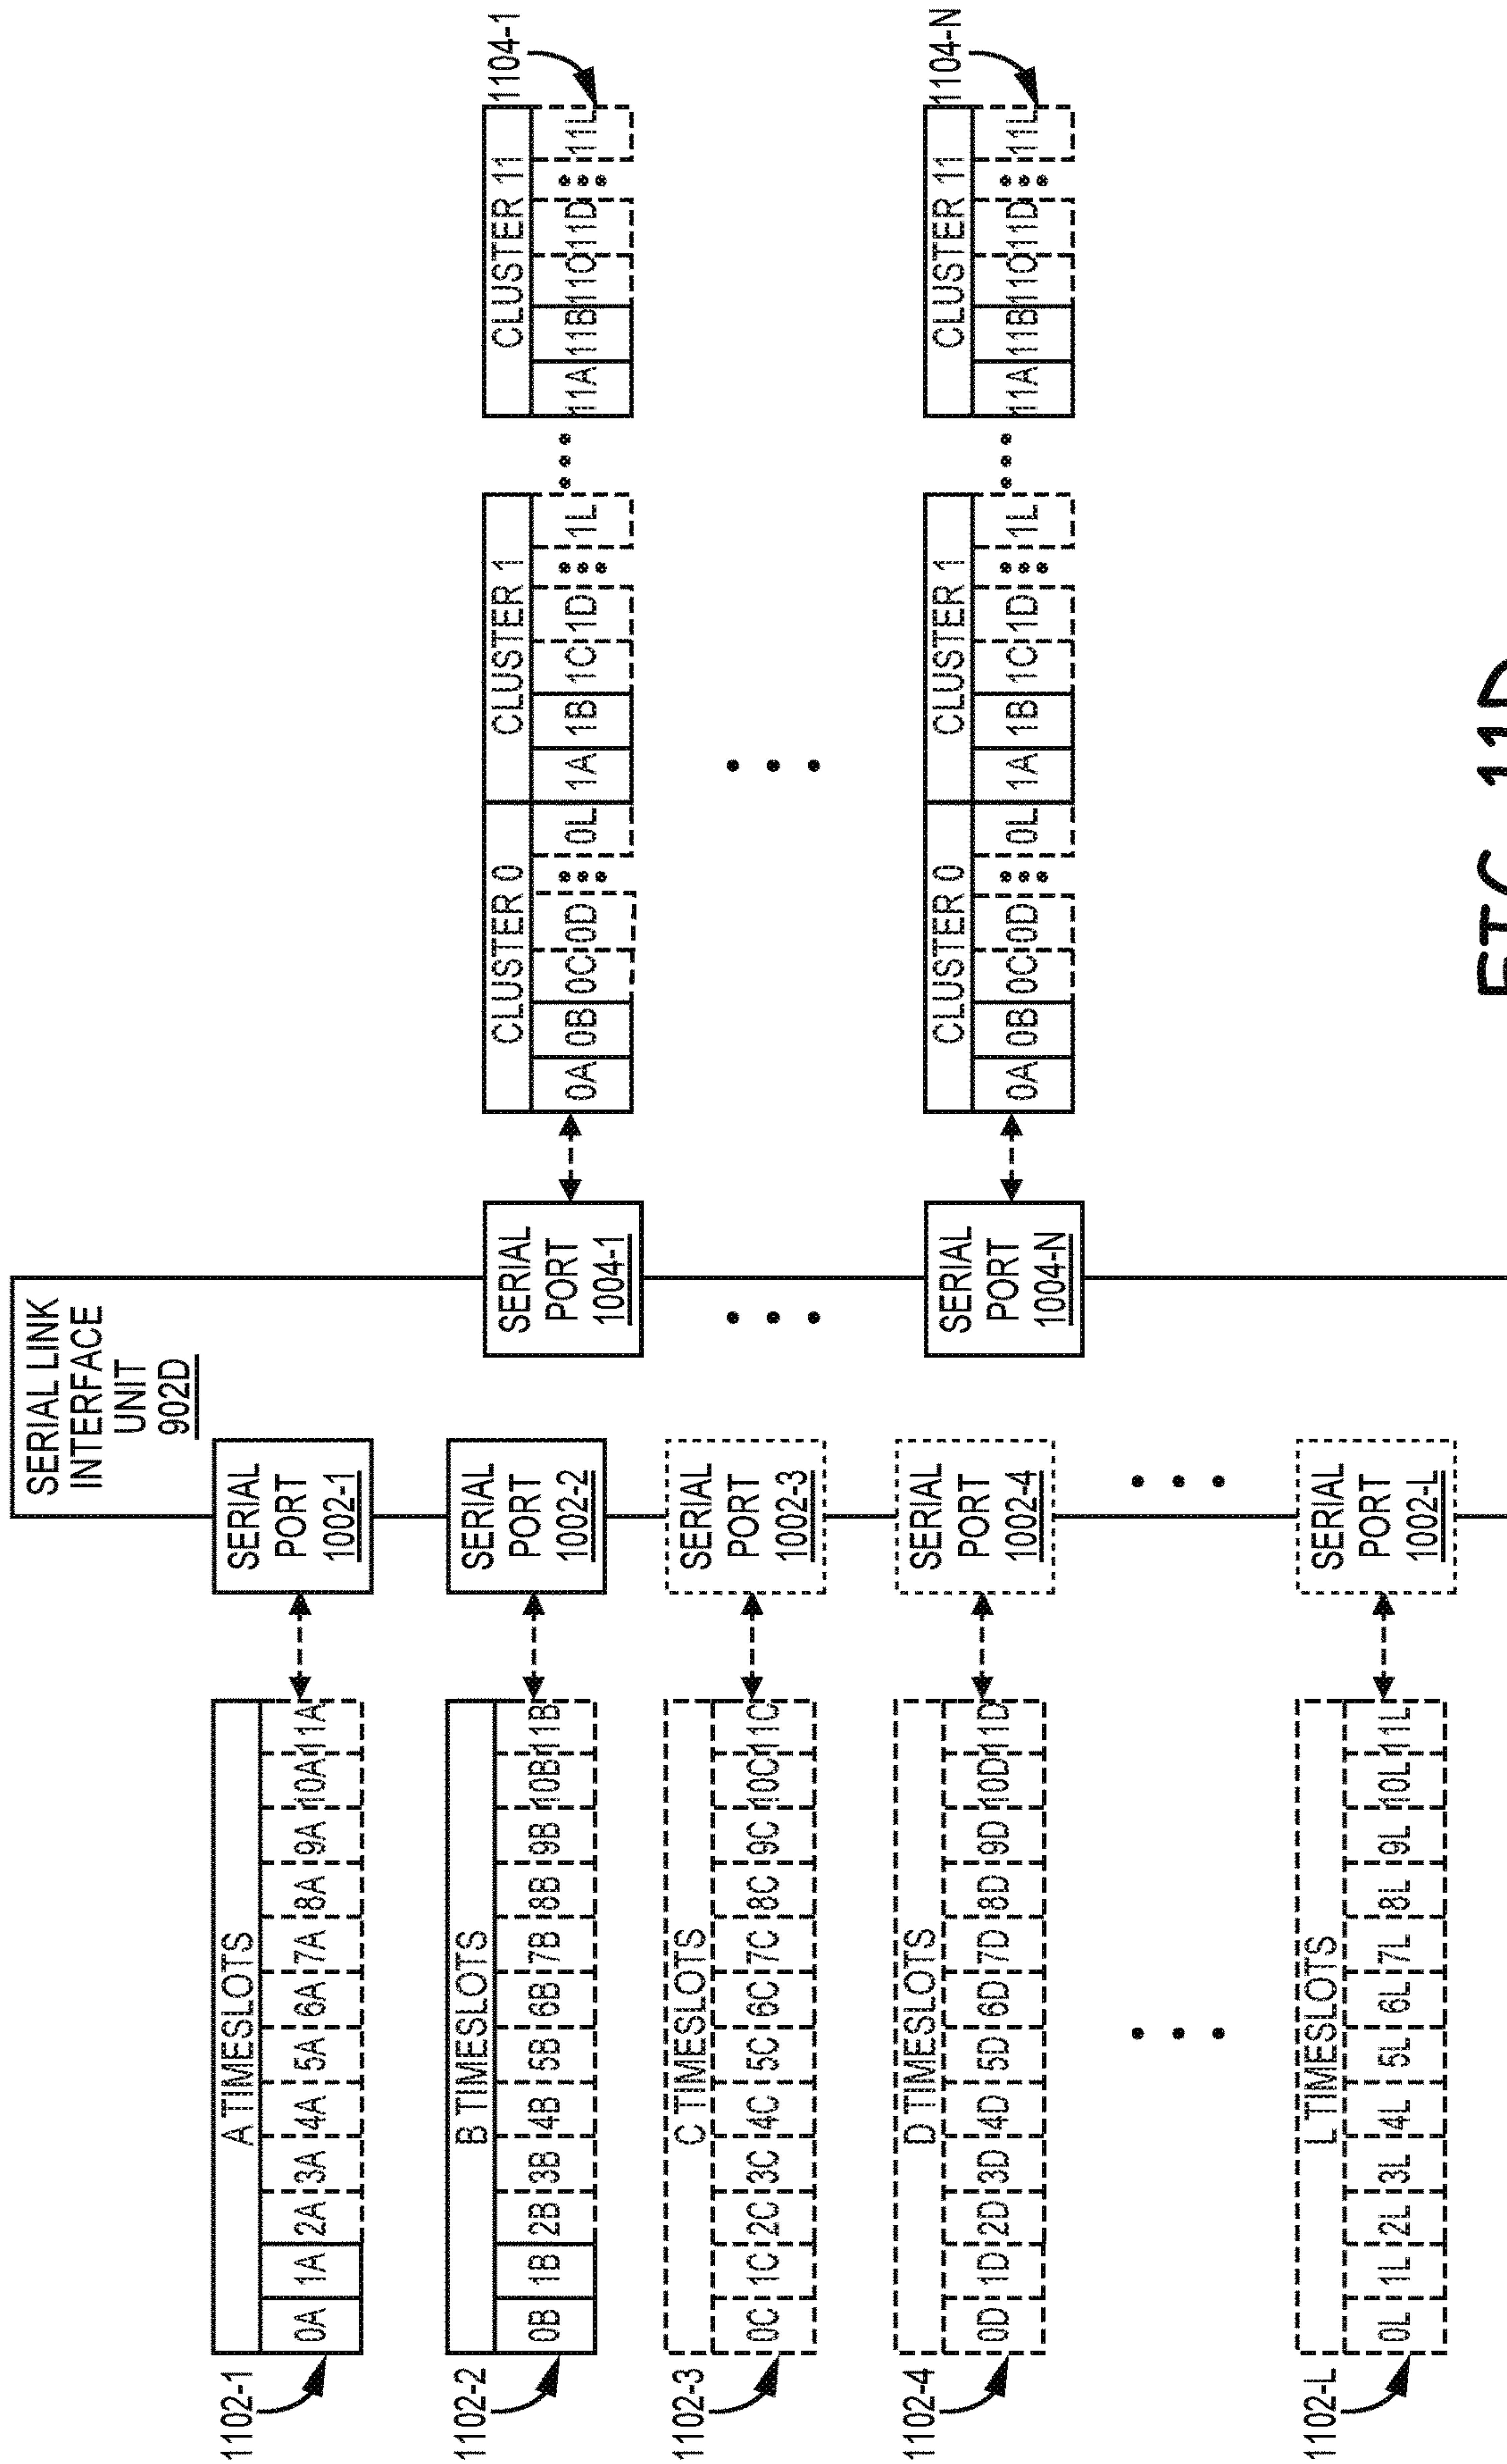 SERIAL LINK
INTERFACE
UNIT
902D
1102-1
A TIMESLOTS
0A 1A 2A 3A 4A 5A 6A 7A 8A 9A 10A 11A
SERIAL
PORT
1002-1
1102-2
B TIMESLOTS
0B 1B 2B 3B 4B 5B 6B 7B 8B 9B 10B 11B
SERIAL
PORT
1002-2
1102-3
C TIMESLOTS
0C 1C 2C 3C 4C 5C 6C 7C 8C 9C 10C 11C
SERIAL
PORT
1002-3
1102-4
D TIMESLOTS
0D 1D 2D 3D 4D 5D 6D 7D 8D 9D 10D 11D
SERIAL
PORT
1002-4
1102-L
L TIMESLOTS
0L 1L 2L 3L 4L 5L 6L 7L 8L 9L 10L 11L
SERIAL
PORT
1002-L
SERIAL
PORT
1004-1
CLUSTER 0 CLUSTER 1 CLUSTER 11
0A 0B 0C 0D 0L 1A 1B 1C 1D 1L 11A 11B 11C 11D 11L
1104-1
SERIAL
PORT
1004-N
CLUSTER 0 CLUSTER 1 CLUSTER 11
0A 0B 0C 0D 0L 1A 1B 1C 1D 1L 11A 11B 11C 11D 11L
1104-N